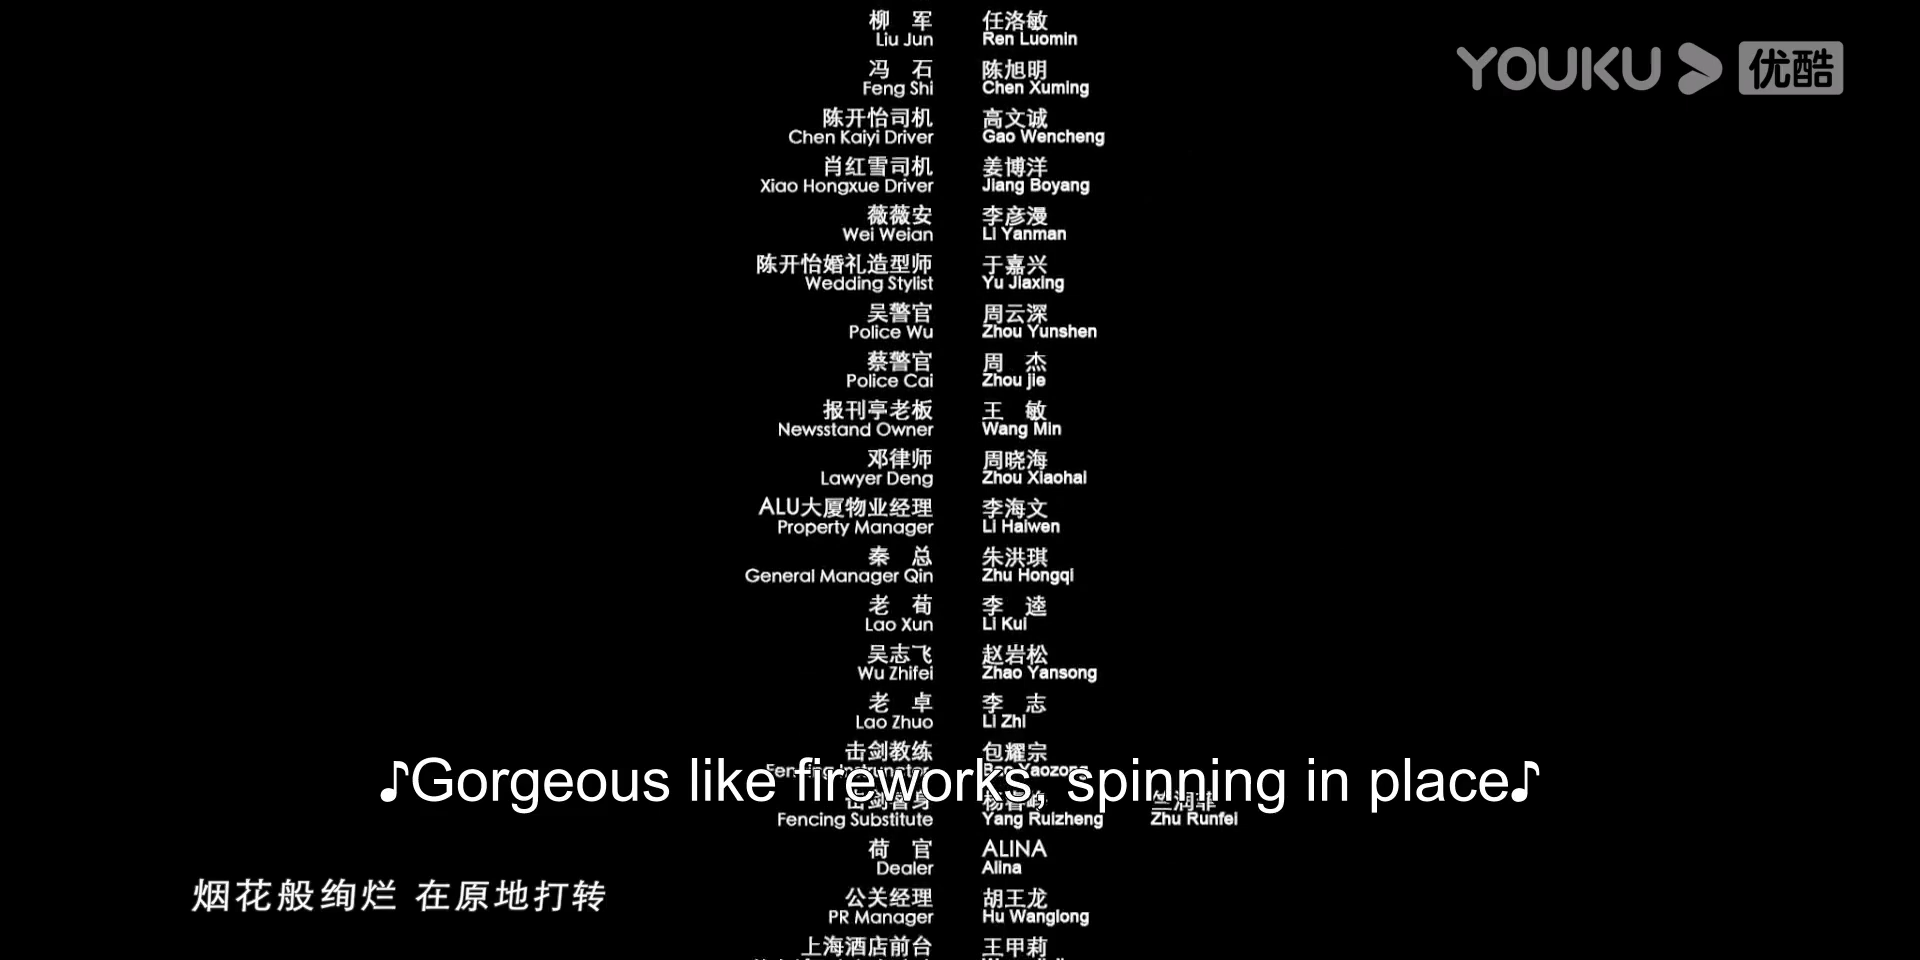 柳 军 任洛敏
Liu Jun Ren Luomin
YOUKU 优酷
冯 石 陈旭明
Feng Shi Chen Xuming
陈开怡司机 高文诚
Chen Kaiyi Driver Gao Wencheng
肖红雪司机 姜博洋
Xiao Hongxue Driver Jiang Boyang
薇薇安 李彦漫
Wei Weian Li Yanman
陈开怡婚礼造型师 于嘉兴
Wedding Stylist Yu Jiaxing
吴警官 周云深
Police Wu Zhou Yunshen
蔡警官 周 杰
Police Cai Zhou jie
报刊亭老板 王 敏
Newsstand Owner Wang Min
邓律师 周晓海
Lawyer Deng Zhou Xiaohai
ALU大厦物业经理 李海文
Property Manager Li Haiwen
秦 总 朱洪琪
General Manager Qin Zhu Hongqi
老 荀 李 逵
Lao Xun Li Kui
吴志飞 赵岩松
Wu Zhifei Zhao Yansong
老 卓 李 志
Lao Zhuo Li Zhi
击剑教练 包耀宗
♪Gorgeous like fireworks, spinning in place♪
Fencing Substitute Yang Ruizheng Zhu Runfei
荷 官 ALINA
Dealer Alina
烟花般绚烂 在原地打转
公关经理 胡王龙
PR Manager Hu Wanglong
上海酒店前台 王甲莉